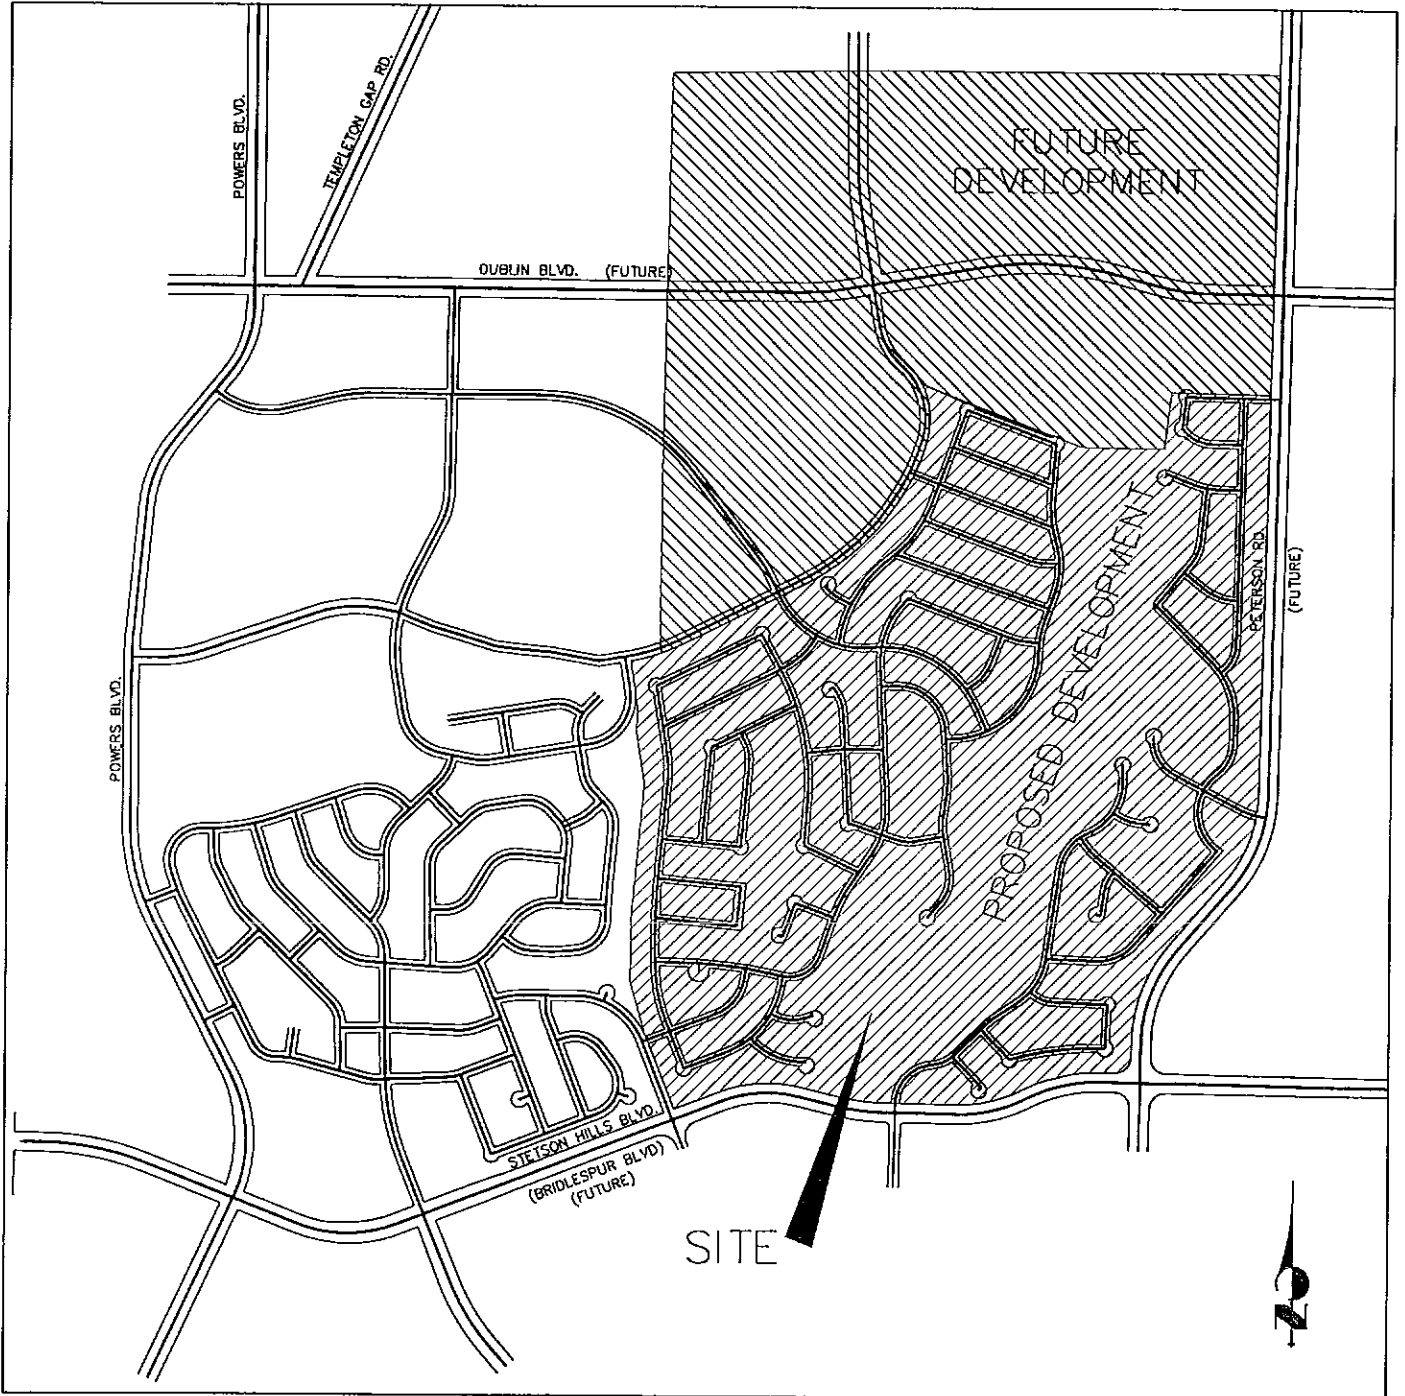 POWERS BLVD.
TEMPLETON GAP RD.
FUTURE
DEVELOPMENT
DUBLIN BLVD. (FUTURE)
PROPOSED DEVELOPMENT
PETERSON RD.
(FUTURE)
POWERS BLVD.
STETSON HILLS BLVD.
(BRIDLESPUR BLVD)
(FUTURE)
SITE
N